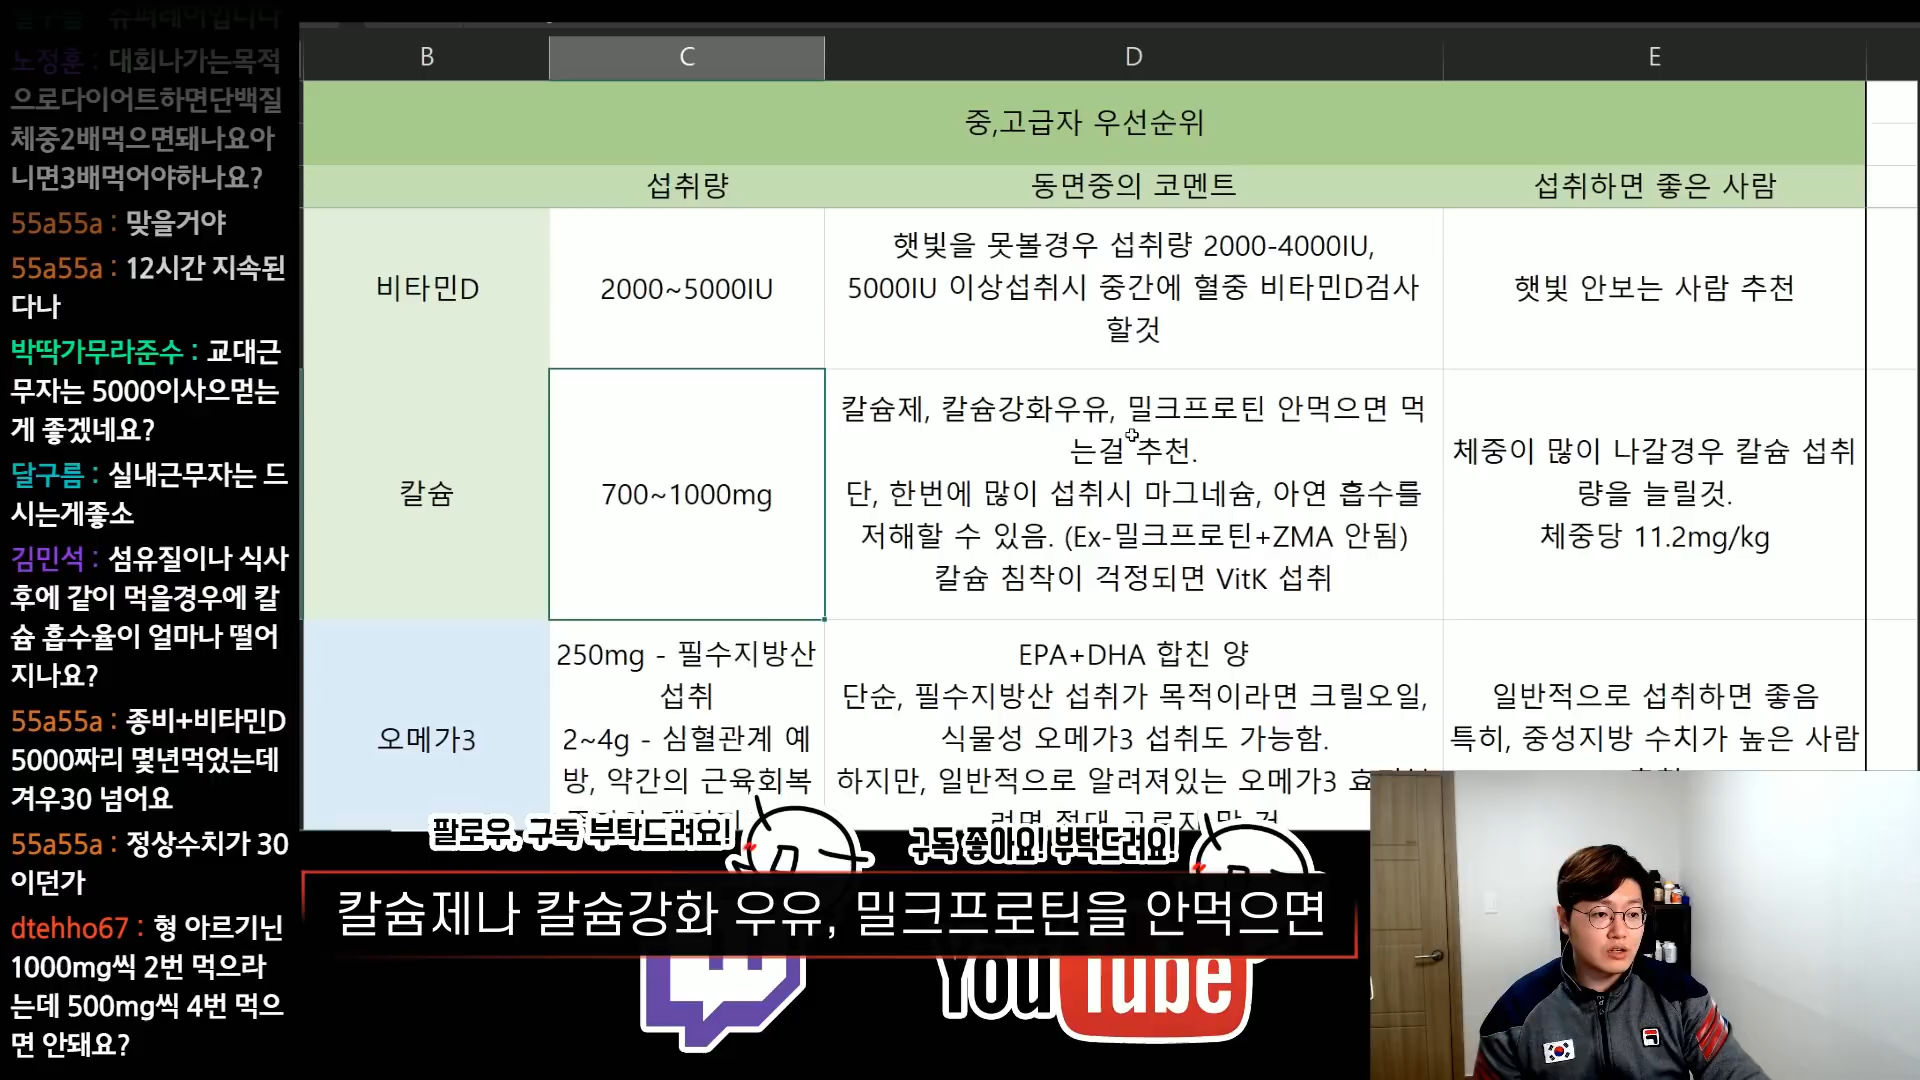 슈퍼레어입니다
노정훈 : 대회나가는목적
으로다이어트하면단백질
체중2배먹으면돼나요아
니면3배먹어야하나요?
55a55a : 맞을거야
55a55a : 12시간 지속된
다나
박딱가무라준수 : 교대근
무자는 5000이사으먿는
게 좋겠네요?
달구름 : 실내근무자는 드
시는게좋소
김민석 : 섬유질이나 식사
후에 같이 먹을경우에 칼
슘 흡수율이 얼마나 떨어
지나요?
55a55a : 종비+비타민D
5000짜리 몇년먹었는데
겨우30 넘어요
55a55a : 정상수치가 30
이던가
dtehho67 : 형 아르기닌
1000mg씩 2번 먹으라
는데 500mg씩 4번 먹으
면 안돼요?
B C D E
중,고급자 우선순위
섭취량 동면중의 코멘트 섭취하면 좋은 사람
비타민D
2000~5000IU
햇빛을 못볼경우 섭취량 2000-4000IU,
5000IU 이상섭취시 중간에 혈중 비타민D검사
할것
햇빛 안보는 사람 추천
칼슘
700~1000mg
칼슘제, 칼슘강화우유, 밀크프로틴 안먹으면 먹
는걸 추천.
단, 한번에 많이 섭취시 마그네슘, 아연 흡수를
저해할 수 있음. (Ex-밀크프로틴+ZMA 안됨)
칼슘 침착이 걱정되면 VitK 섭취
체중이 많이 나갈경우 칼슘 섭취
량을 늘릴것.
체중당 11.2mg/kg
오메가3
250mg - 필수지방산
섭취
2~4g - 심혈관계 예
방, 약간의 근육회복
EPA+DHA 합친 양
단순, 필수지방산 섭취가 목적이라면 크릴오일,
식물성 오메가3 섭취도 가능함.
하지만, 일반적으로 알려져있는 오메가3
일반적으로 섭취하면 좋음
특히, 중성지방 수치가 높은 사람
팔로우, 구독 부탁드려요!
구독 좋아요! 부탁드려요!
칼슘제나 칼슘강화 우유, 밀크프로틴을 안먹으면
YouTube
FILA